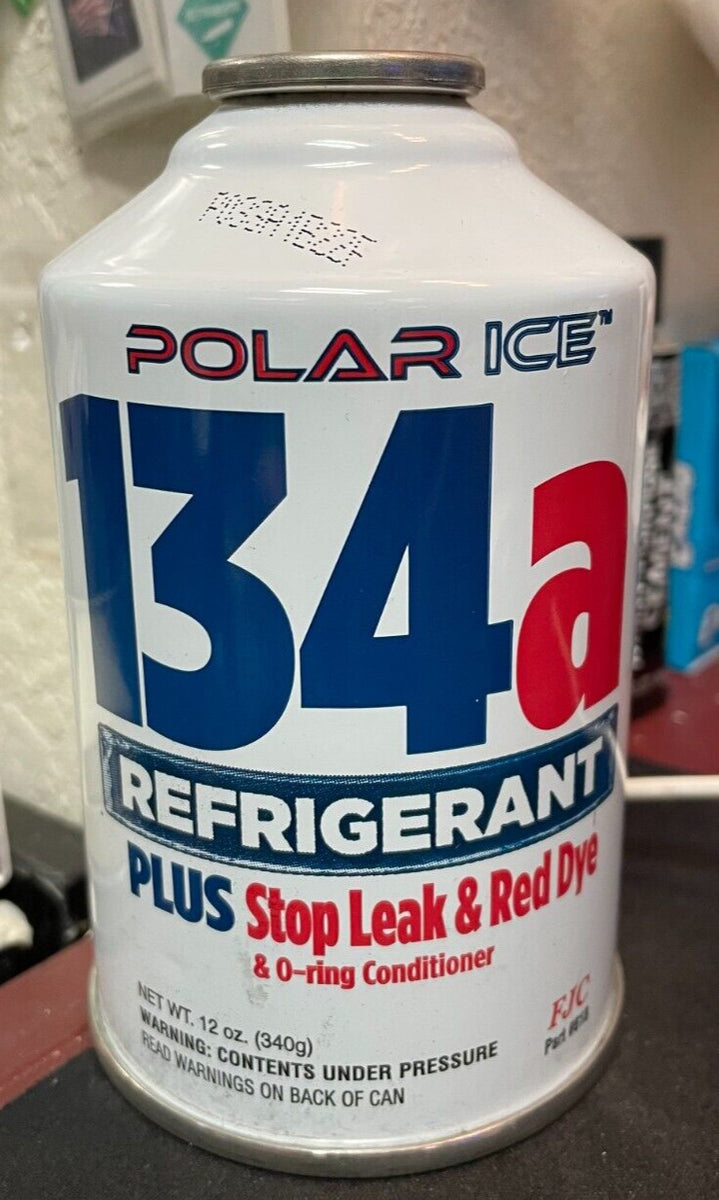 POLAR ICE™
134a
REFRIGERANT
PLUS Stop Leak & Red Dye
& O-ring Conditioner
NET WT. 12 oz. (340g)
WARNING: CONTENTS UNDER PRESSURE
READ WARNINGS ON BACK OF CAN
FJC
Part